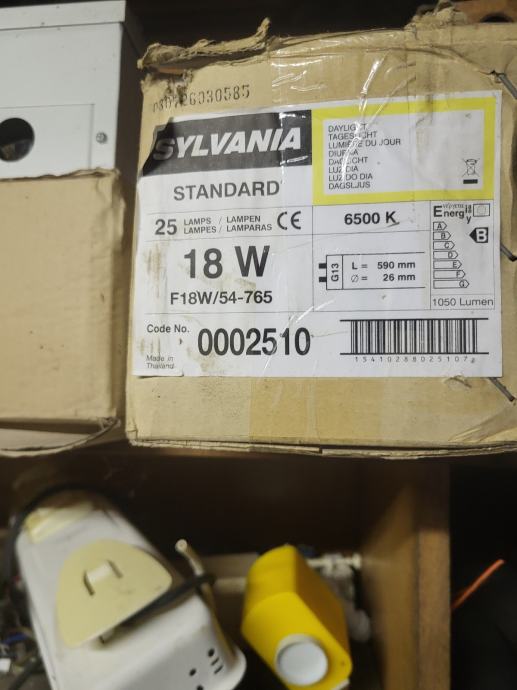 SYLVANIA
STANDARD
DAYLIGHT
TAGESLICHT
LUMIÈRE DU JOUR
DIURNA
DAGLICHT
LUZ DIA
LUZ DO DIA
DAGSLJUS
25 LAMPS / LAMPEN
LAMPES / LAMPARAS CE
6500 K
18 W
F18W/54-765
G13
L = 590 mm
Ø = 26 mm
Energ
A
B
C
D
E
F
G
B
1050 Lumen
Code No. 0002510
Made in
Thailand